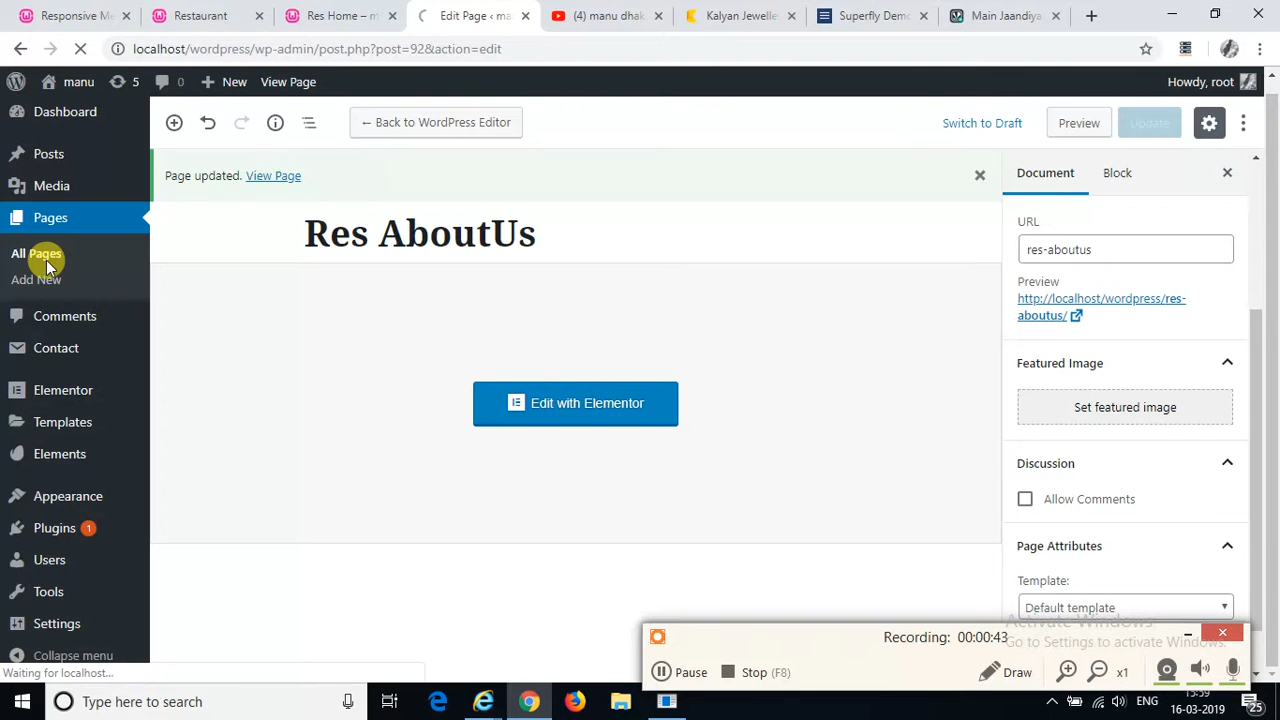 Responsive M
Restaurant
Res Home – m
Edit Page ‹ ma
(4) manu dhak
Kalyan Jewelle
Superfly Demo
Main Jaandiya
localhost/wordpress/wp-admin/post.php?post=92&action=edit
manu
5
0
New
View Page
Howdy, root
Dashboard
Posts
Media
Pages
All Pages
Add New
Comments
Contact
Elementor
Templates
Elements
Appearance
Plugins 1
Users
Tools
Settings
Collapse menu
← Back to WordPress Editor
Switch to Draft
Preview
Update
Page updated. View Page
Res AboutUs
Edit with Elementor
Document
Block
URL
res-aboutus
Preview
http://localhost/wordpress/res-
aboutus/
Featured Image
Set featured image
Discussion
Allow Comments
Page Attributes
Template:
Default template
Activate Windows
Go to Settings to activate Windows.
Recording: 00:00:43
Pause
Stop (F8)
Draw
x1
Waiting for localhost...
Type here to search
ENG
15:59
16-03-2019
25